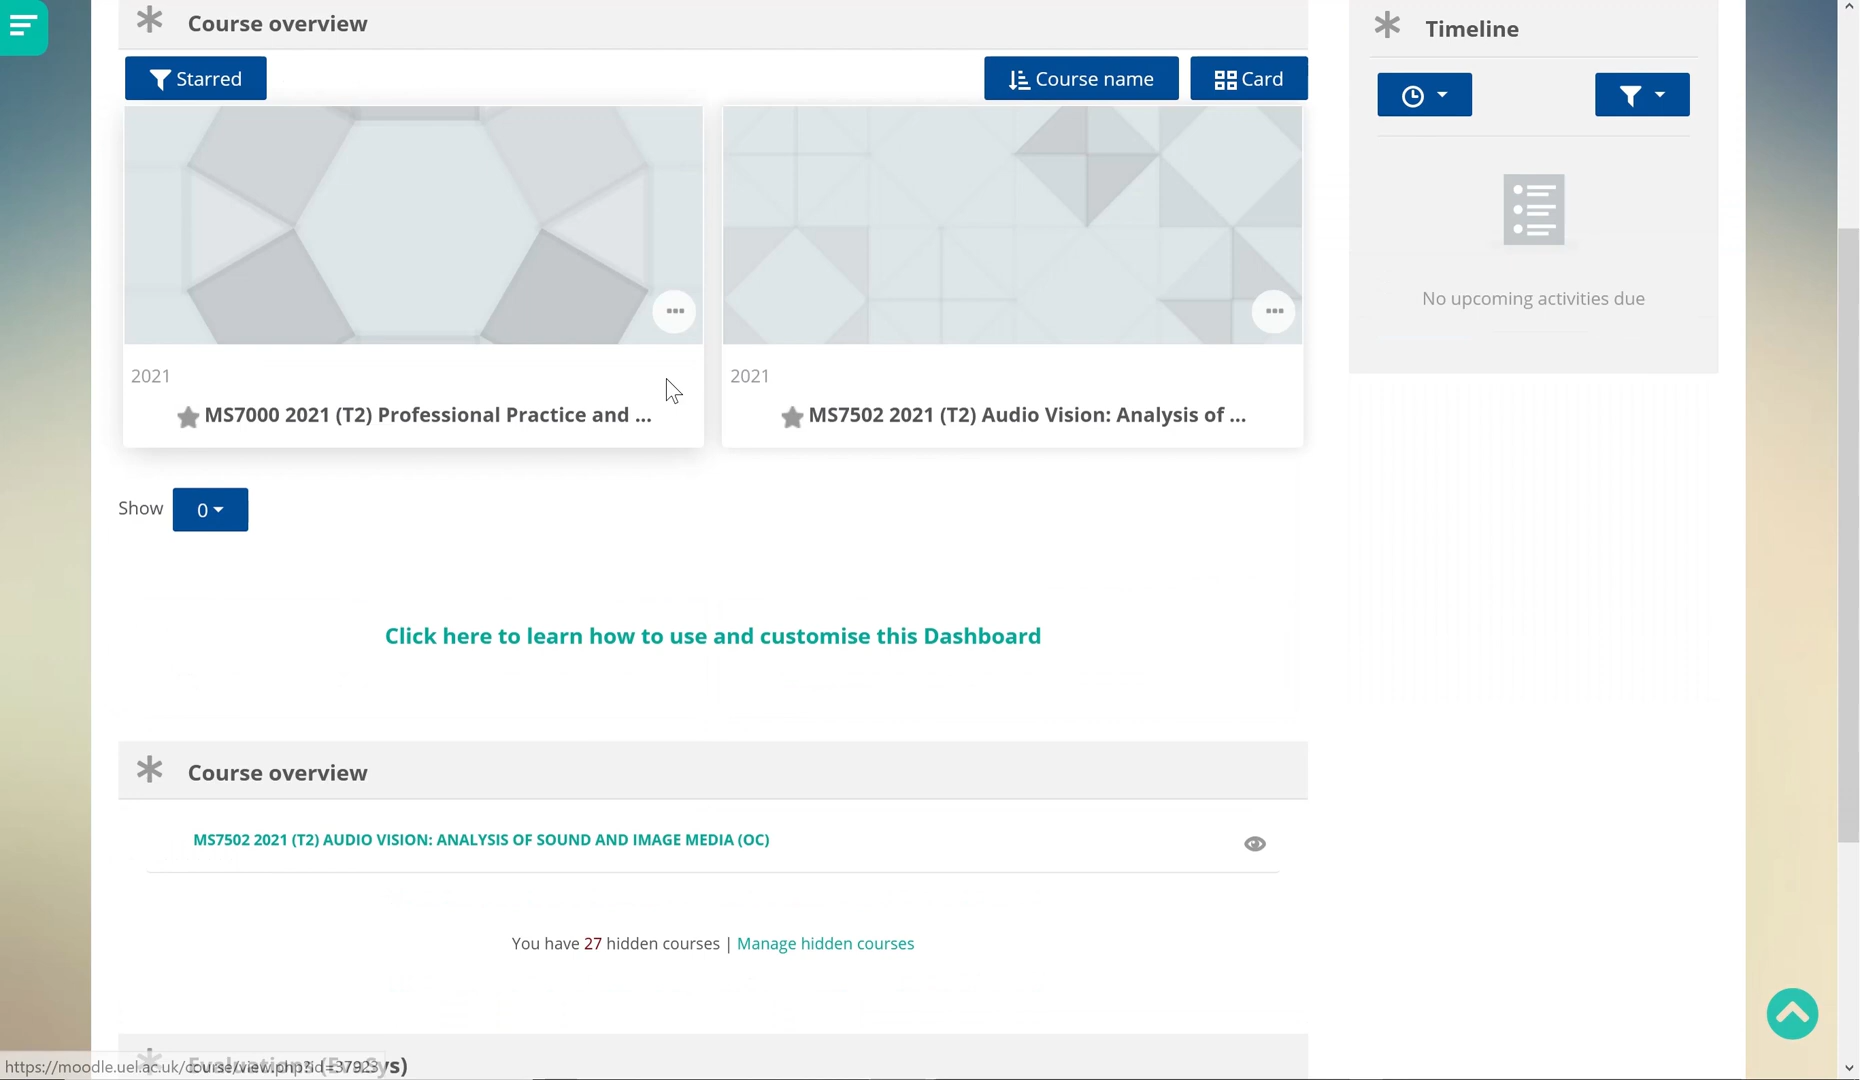 Course overview
Timeline
Starred
Course name
Card
No upcoming activities due
2021
MS7000 2021 (T2) Professional Practice and ...
2021
MS7502 2021 (T2) Audio Vision: Analysis of ...
Show 0
Click here to learn how to use and customise this Dashboard
Course overview
MS7502 2021 (T2) AUDIO VISION: ANALYSIS OF SOUND AND IMAGE MEDIA (OC)
You have 27 hidden courses | Manage hidden courses
https://moodle.uel.ac.uk/course/view.php?id=37923